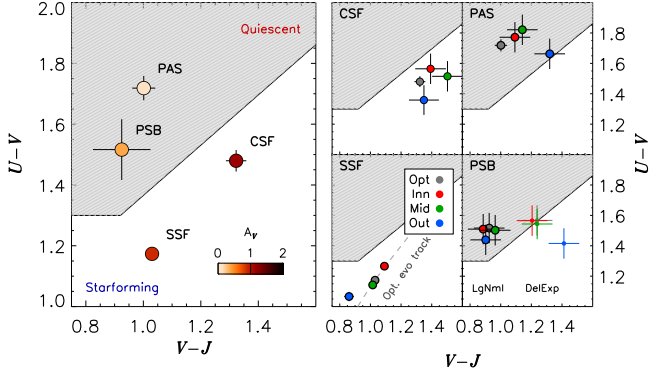 2.0
1.8
1.6
1.4
1.2
1.0
U-V
Quiescent
PAS
PSB
CSF
SSF
A_V
0 1 2
Starforming
0.8 1.0 1.2 1.4
V-J
CSF
PAS
1.8
1.6
1.4
1.2
U-V
SSF
Opt
Inn
Mid
Out
Opt. evo track
PSB
LgNml
DelExp
1.8
1.6
1.4
1.2
0.8 1.0 1.2 1.4
0.8 1.0 1.2 1.4
V-J